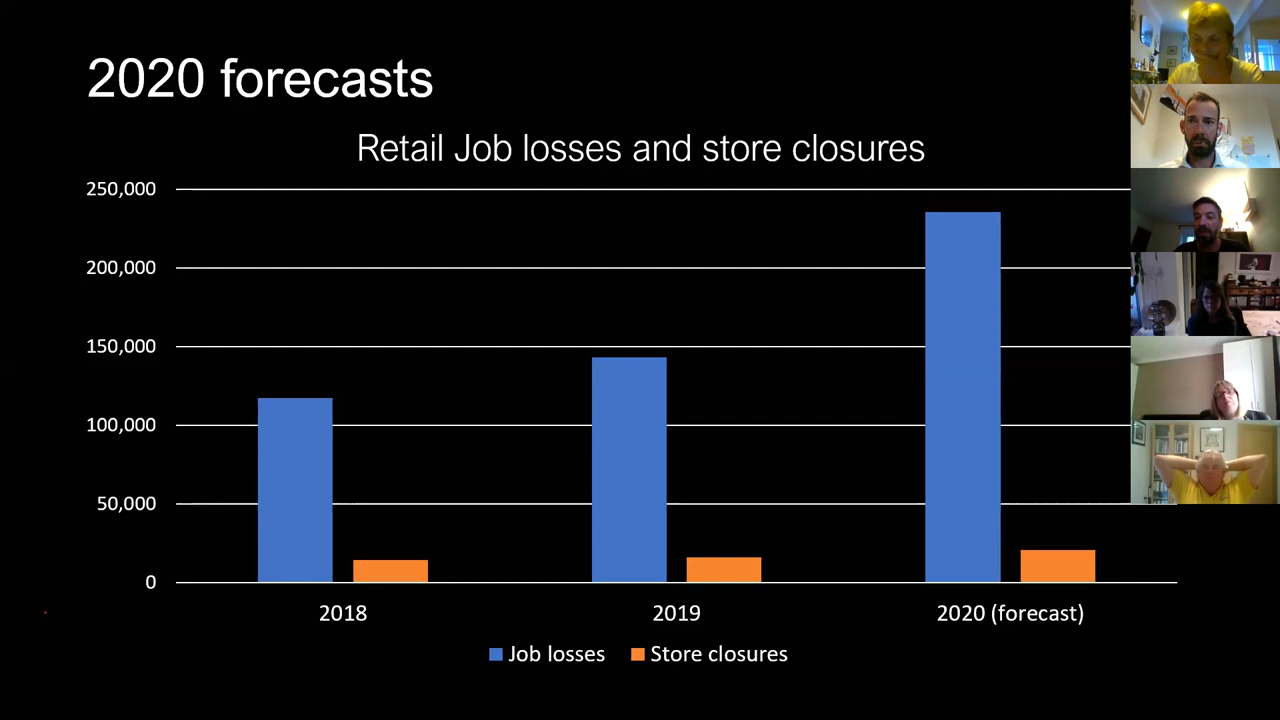 2020 forecasts
Retail Job losses and store closures
250,000
200,000
150,000
100,000
50,000
0
2018 2019 2020 (forecast)
Job losses Store closures